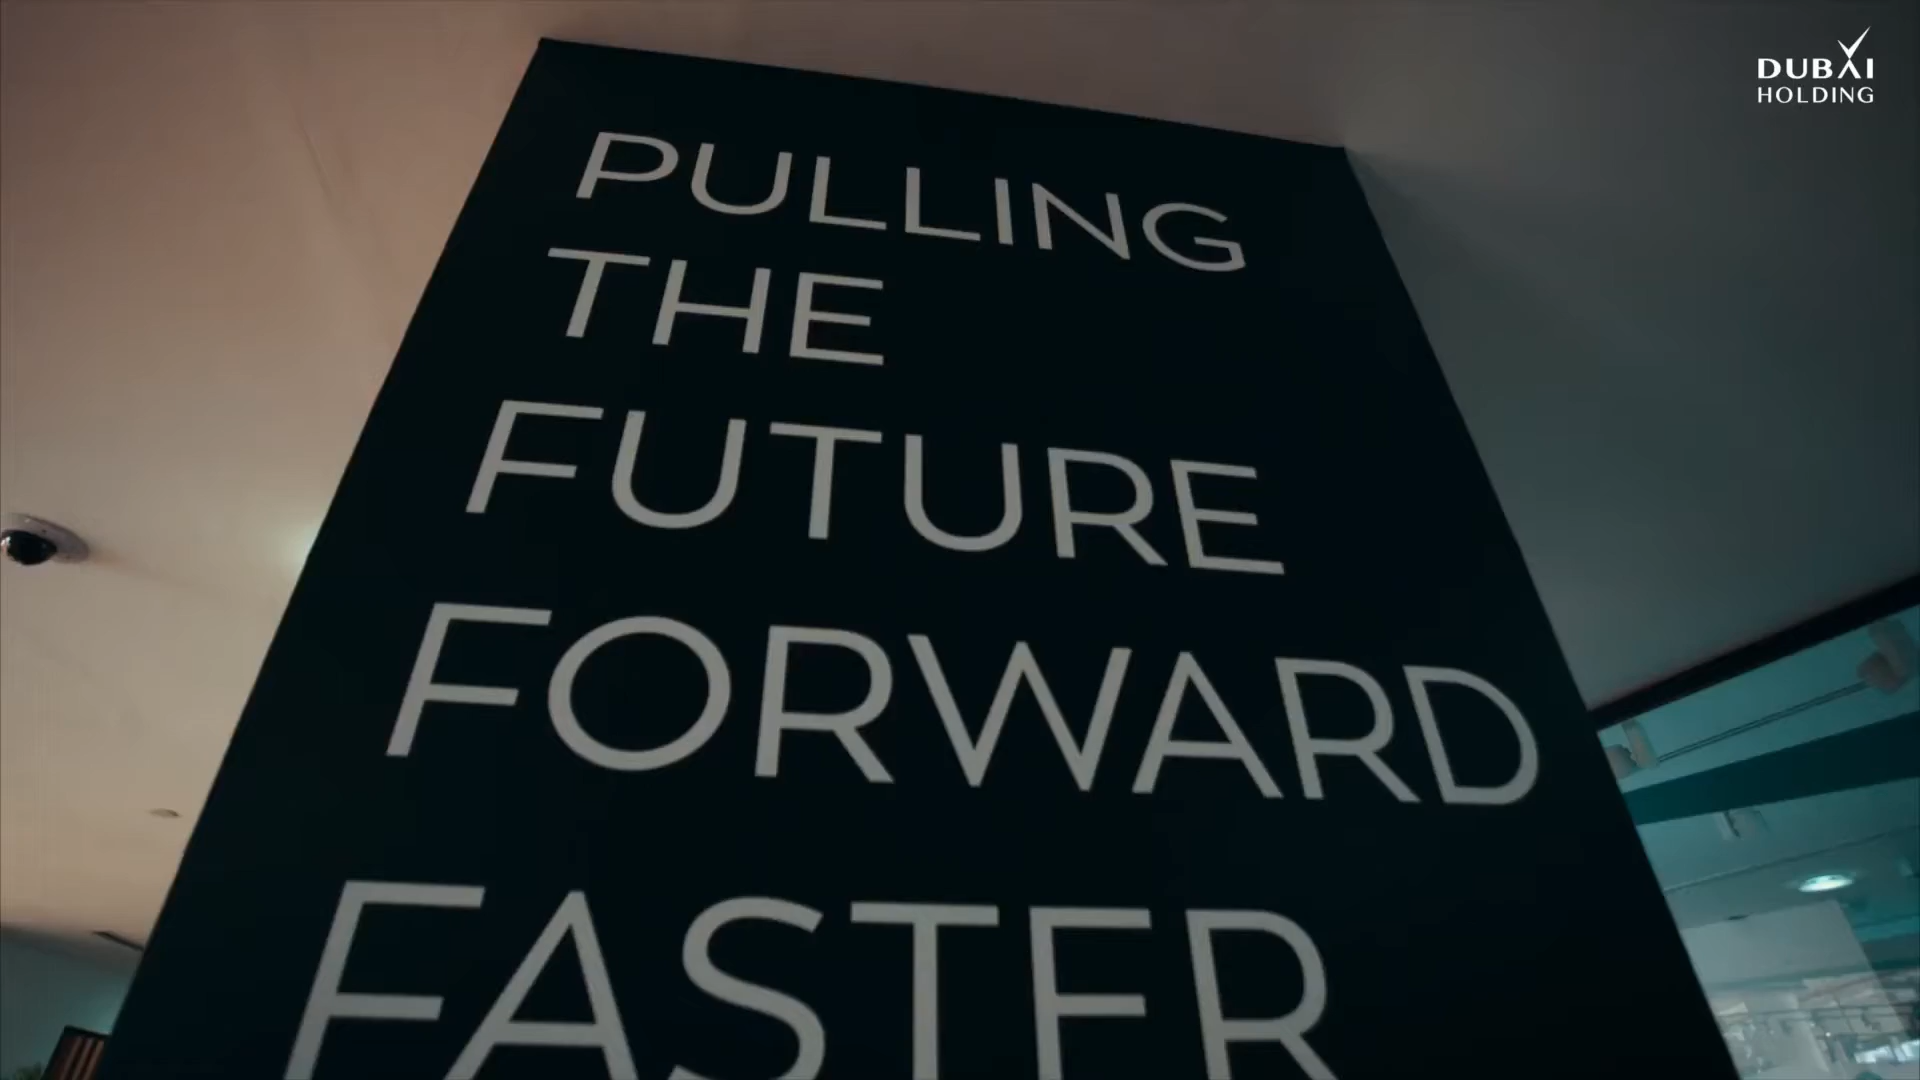 PULLING
THE
FUTURE
FORWARD
FASTER
DUBAI
HOLDING